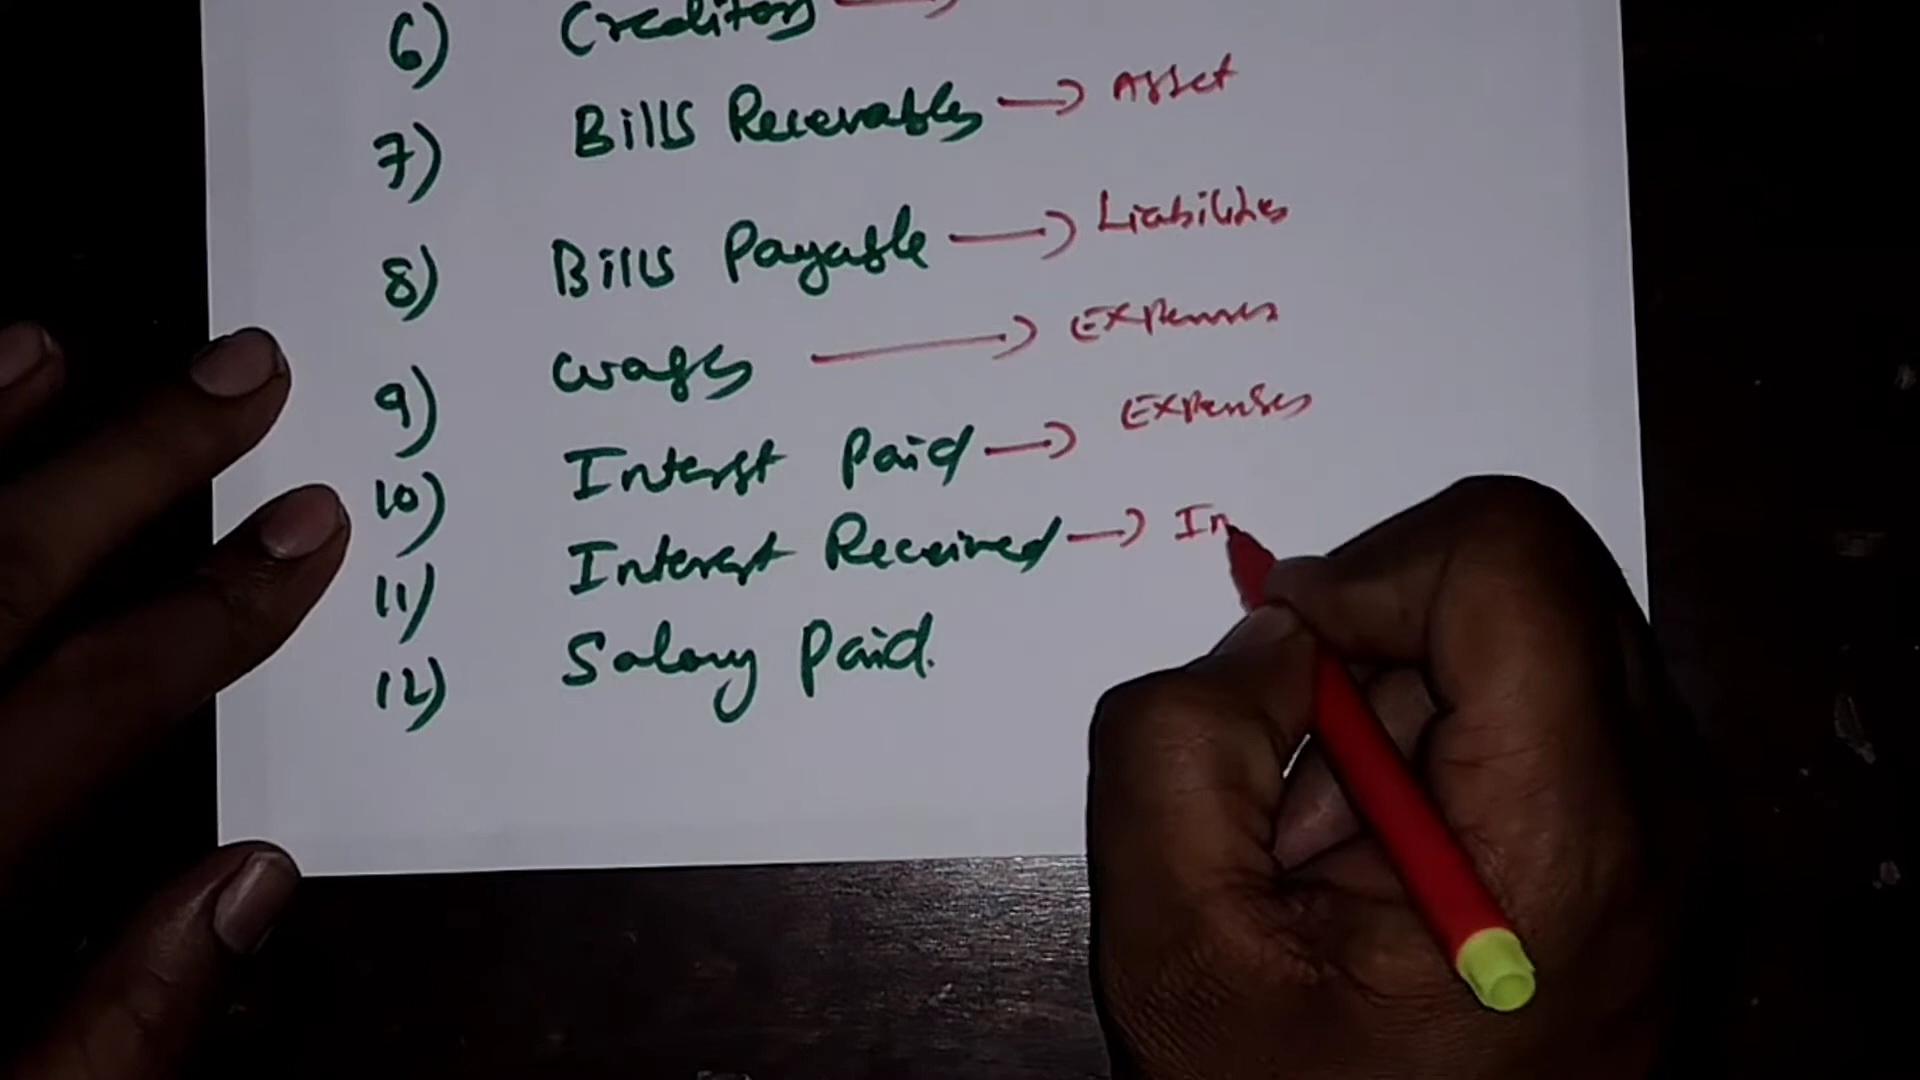 6) Creditors →
7) Bills Receivables → Asset
8) Bills Payable → Liabilities
9) Wages → Expenses
10) Interest Paid → Expenses
11) Interest Received → In
12) Salary Paid.